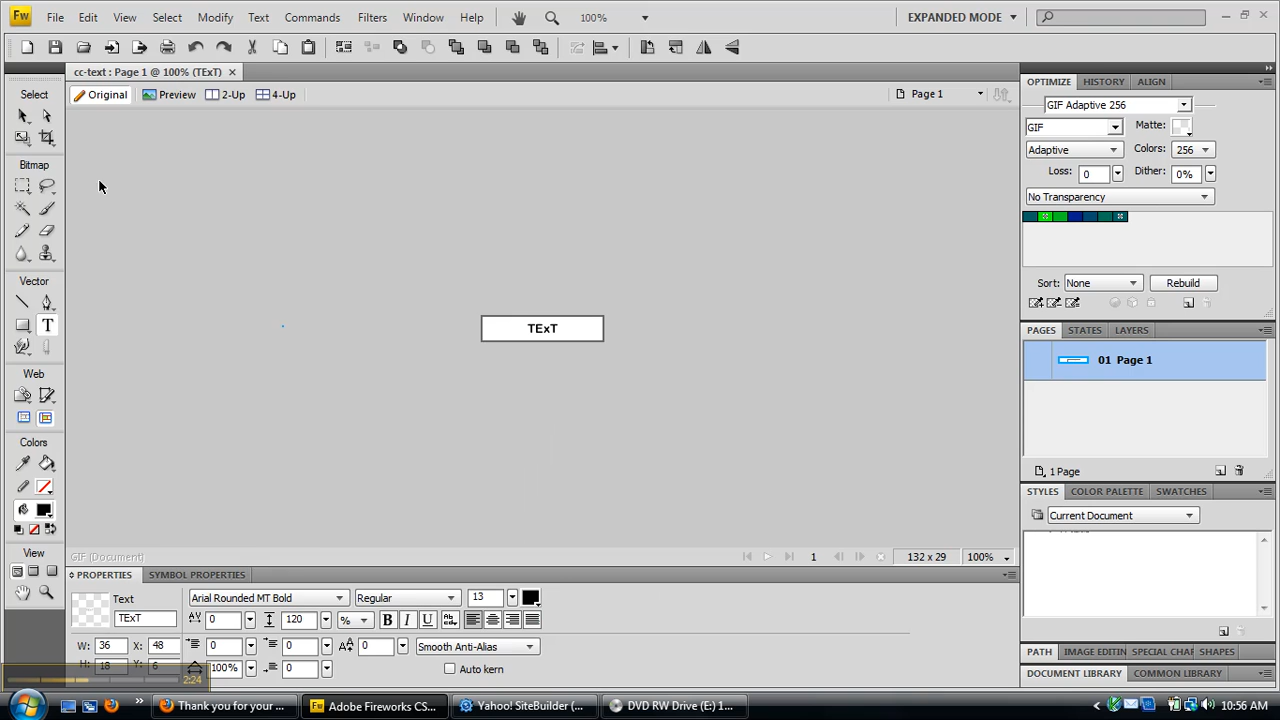 Fw File Edit View Select Modify Text Commands Filters Window Help 100% EXPANDED MODE
cc-text : Page 1 @ 100% (TExT)
Original Preview 2-Up 4-Up Page 1
Select
Bitmap
Vector
T
Web
Colors
View
TExT
GIF (Document) 1 132 x 29 100%
OPTIMIZE HISTORY ALIGN
GIF Adaptive 256
GIF Matte:
Adaptive Colors: 256
Loss: 0 Dither: 0%
No Transparency
Sort: None Rebuild
PAGES STATES LAYERS
01 Page 1
1 Page
STYLES COLOR PALETTE SWATCHES
Current Document
PATH IMAGE EDITIN SPECIAL CHAR SHAPES
DOCUMENT LIBRARY COMMON LIBRARY
PROPERTIES SYMBOL PROPERTIES
Text Arial Rounded MT Bold Regular 13
TExT 0 120 % B I U
W: 36 X: 48 0 0 0 Smooth Anti-Alias
H: 18 Y: 6 100% 0 Auto kern
2:24
Thank you for your ... Adobe Fireworks CS... Yahoo! SiteBuilder (... DVD RW Drive (E:) 1... 10:56 AM